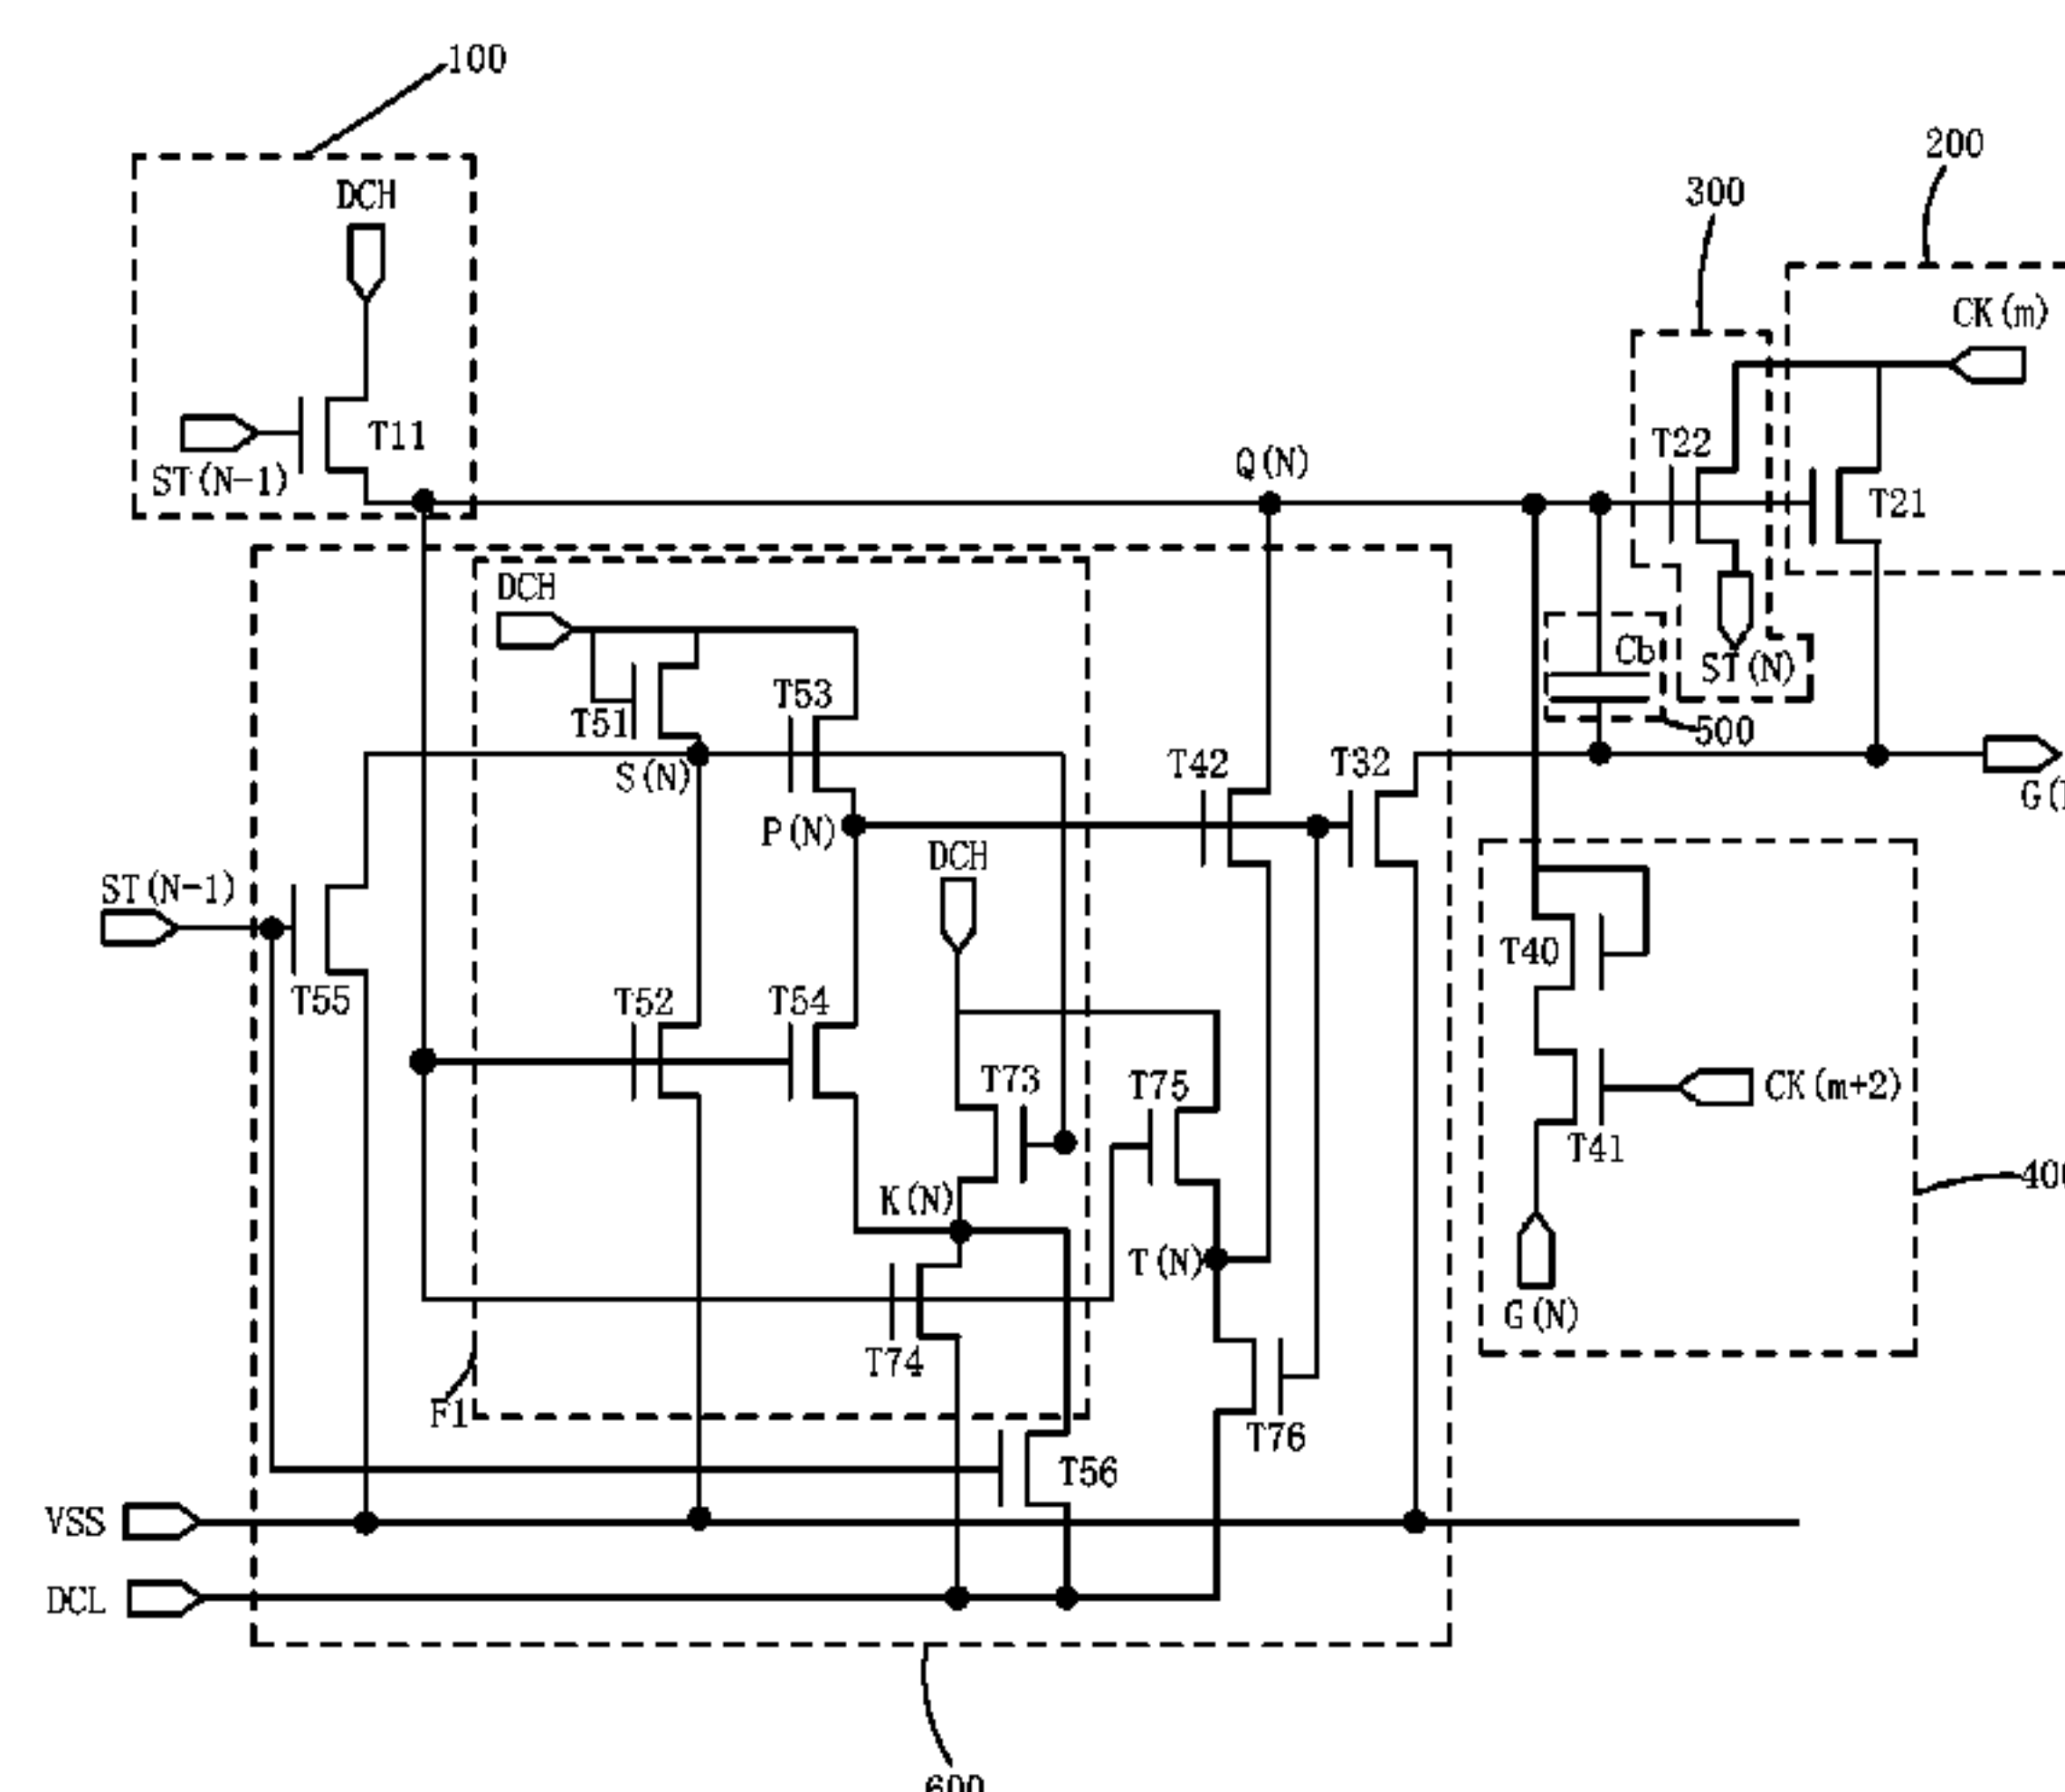 100
200
DCH
300
CK(m)
T11
T22
Q(N)
ST(N-1)
T21
DCH
Cb
ST(N)
T53
T51
500
S(N)
T42
T32
P(N)
DCH
ST(N-1)
T40
T55
T52
T54
T73
T75
CK(m+2)
T41
K(N)
T(N)
G(N)
T74
F1
T76
T56
VSS
DCL
600